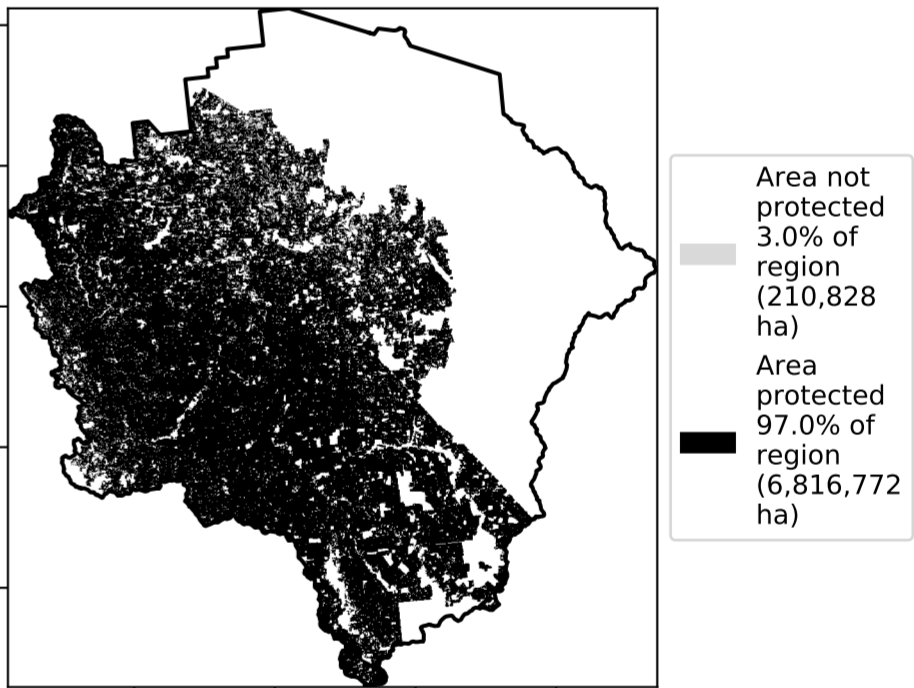 Area not
protected
3.0% of
region
(210,828
ha)
Area
protected
97.0% of
region
(6,816,772
ha)